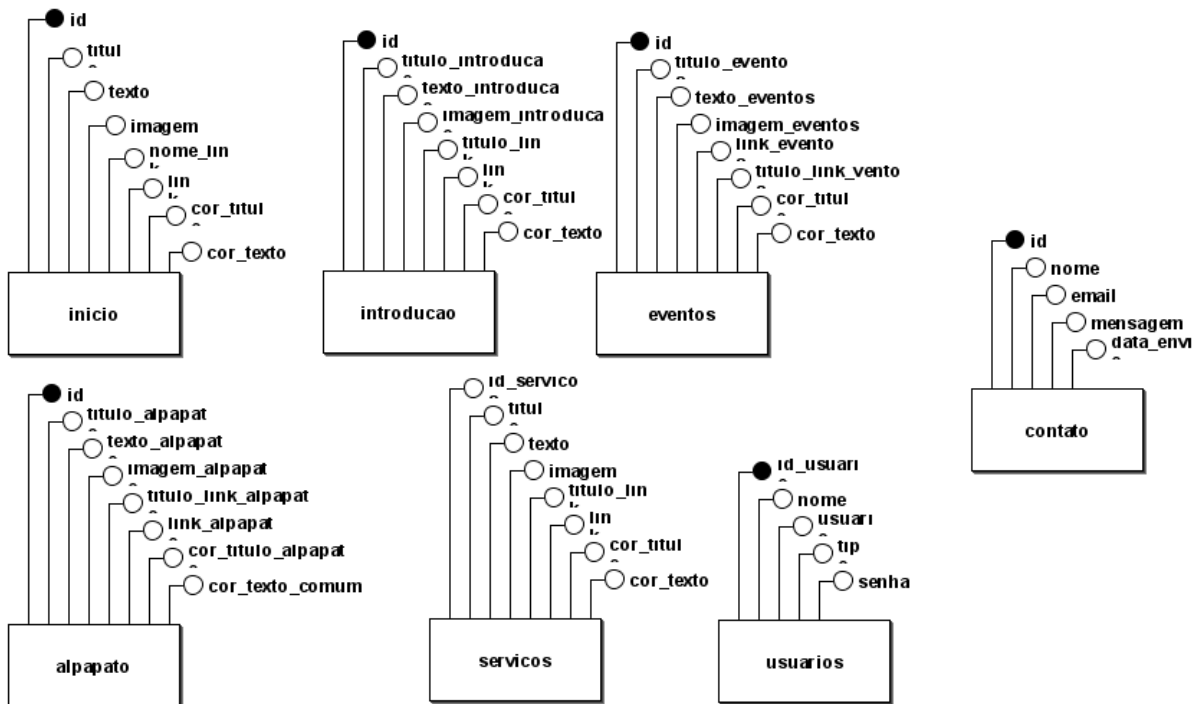 id
titul
texto
imagem
nome_lin
lin
cor_titul
cor_texto
inicio
id
titulo_introduca
texto_introduca
imagem_introduca
titulo_lin
lin
cor_titul
cor_texto
introducao
id
titulo_evento
texto_eventos
imagem_eventos
link_evento
titulo_link_vento
cor_titul
cor_texto
eventos
id
nome
email
mensagem
data_envi
contato
id
titulo_alpapat
texto_alpapat
imagem_alpapat
titulo_link_alpapat
link_alpapat
cor_titulo_alpapat
cor_texto_comum
alpapato
id_servico
titul
texto
imagem
titulo_lin
lin
cor_titul
cor_texto
servicos
id_usuari
nome
usuari
tip
senha
usuarios